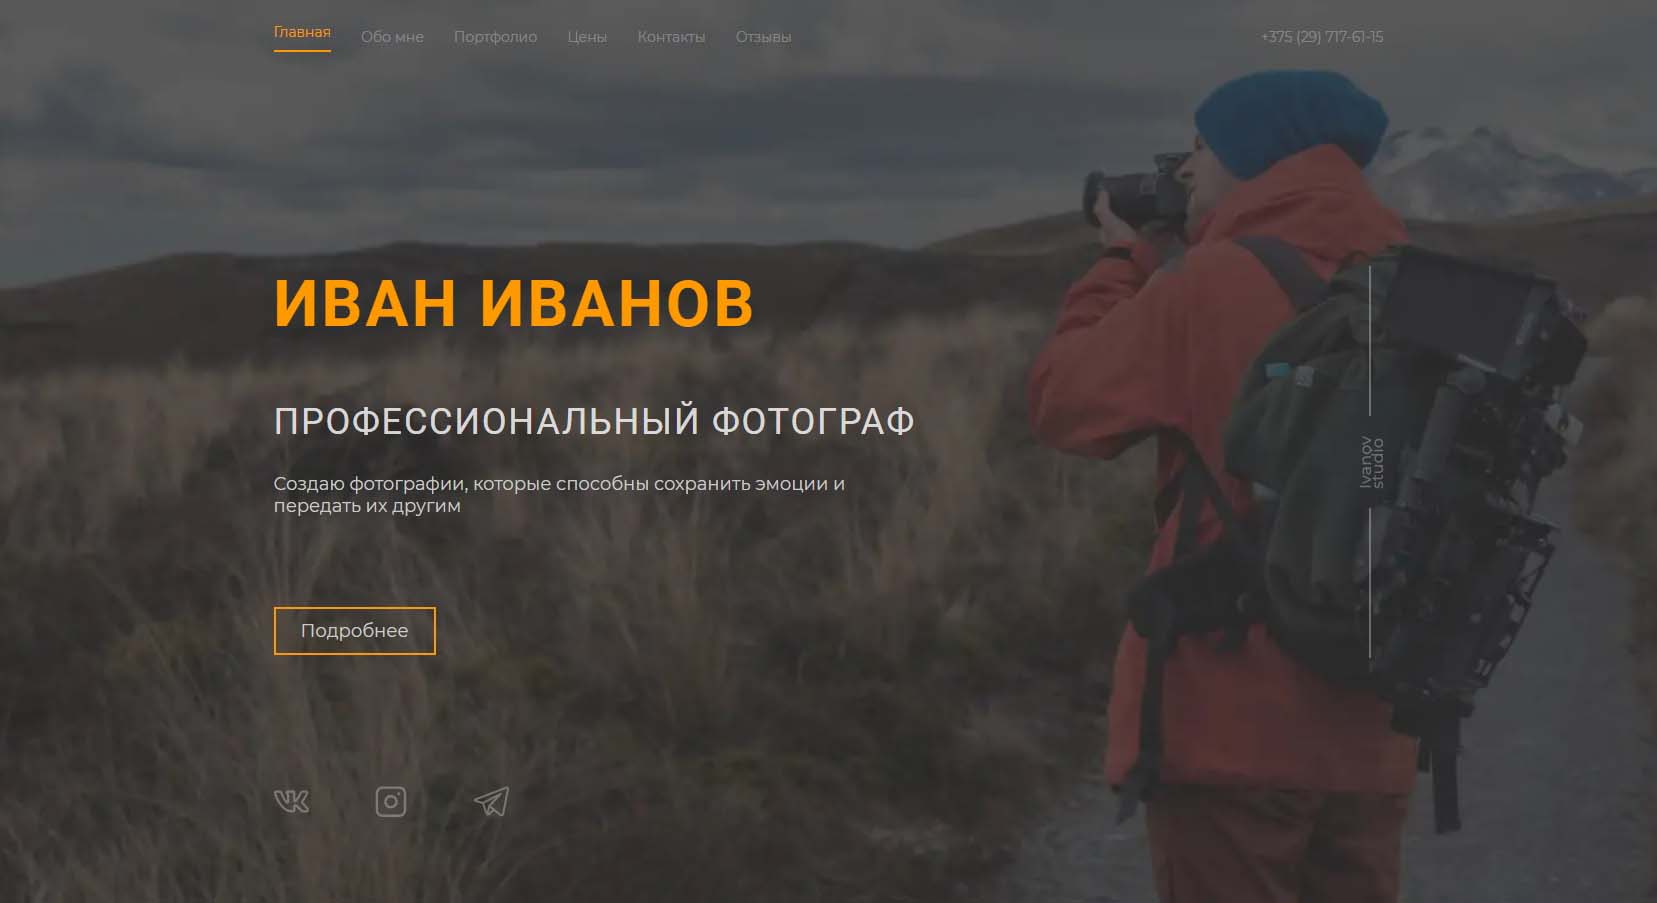 Главная Обо мне Портфолио Цены Контакты Отзывы +375 (29) 717-61-15
ИВАН ИВАНОВ
ПРОФЕССИОНАЛЬНЫЙ ФОТОГРАФ
Создаю фотографии, которые способны сохранить эмоции и
передать их другим
Ivanov
studio
Подробнее